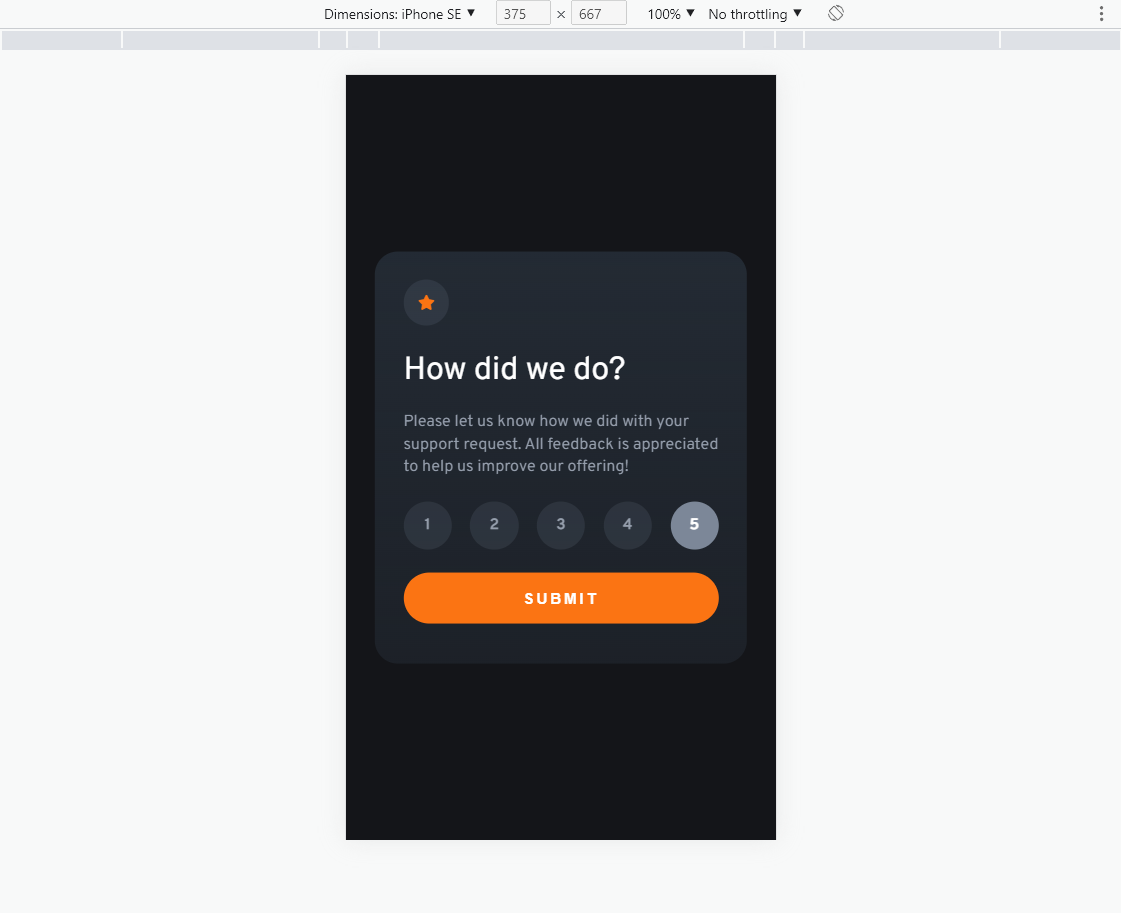 Dimensions: iPhone SE ▼ 375 × 667 100% ▼ No throttling ▼
How did we do?
Please let us know how we did with your
support request. All feedback is appreciated
to help us improve our offering!
1 2 3 4 5
SUBMIT